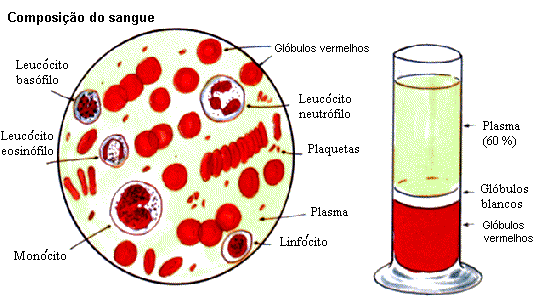 Composição do sangue
Glóbulos vermelhos
Leucócito
basófilo
Leucócito
neutrófilo
Leucócito
eosinófilo
Plaquetas
Plasma
Linfócito
Monócito
Plasma
(60 %)
Glóbulos
blancos
Glóbulos
vermelhos